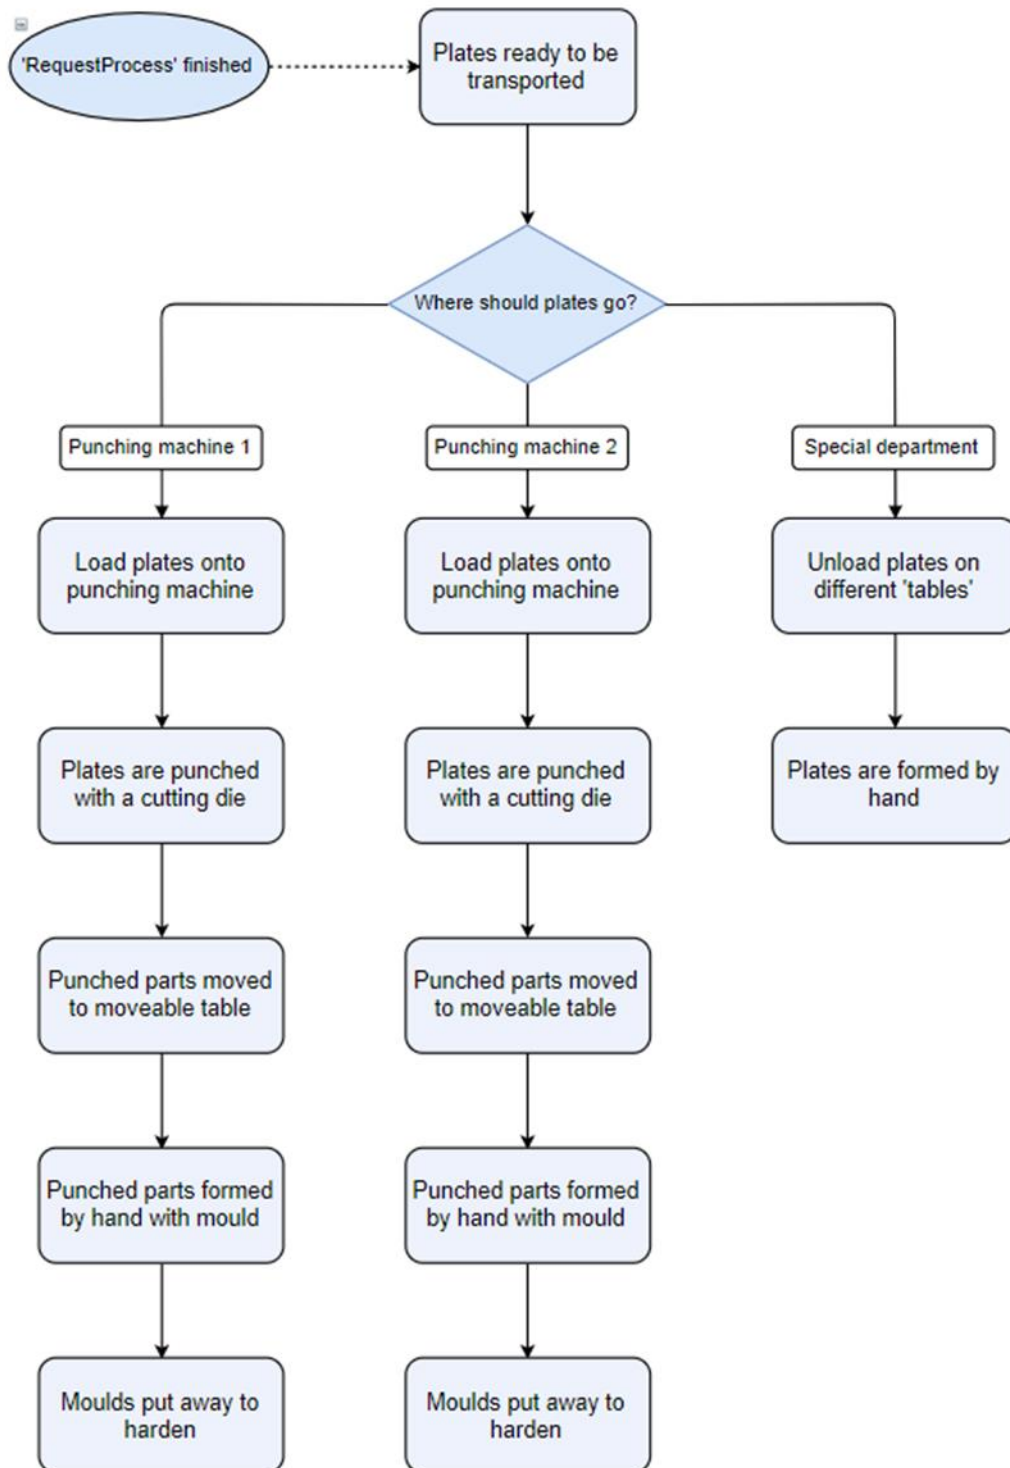 'RequestProcess' finished
Plates ready to be
transported
Where should plates go?
Punching machine 1
Punching machine 2
Special department
Load plates onto
punching machine
Load plates onto
punching machine
Unload plates on
different 'tables'
Plates are punched
with a cutting die
Plates are punched
with a cutting die
Plates are formed by
hand
Punched parts moved
to moveable table
Punched parts moved
to moveable table
Punched parts formed
by hand with mould
Punched parts formed
by hand with mould
Moulds put away to
harden
Moulds put away to
harden